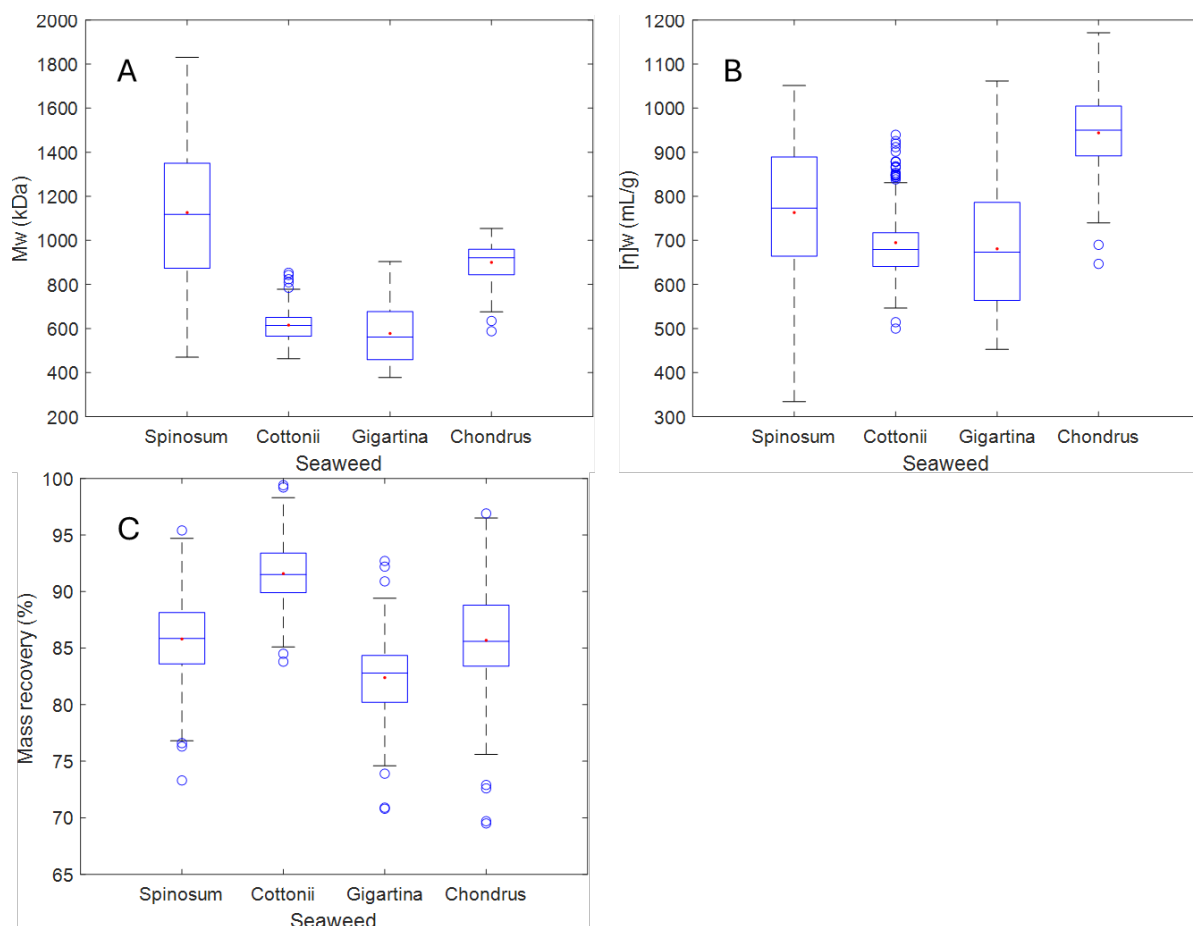 A
Mw (kDa)
2000
1800
1600
1400
1200
1000
800
600
400
200
Spinosum Cottonii Gigartina Chondrus
Seaweed
B
[η]w (mL/g)
1200
1100
1000
900
800
700
600
500
400
300
Spinosum Cottonii Gigartina Chondrus
Seaweed
C
Mass recovery (%)
100
95
90
85
80
75
70
65
Spinosum Cottonii Gigartina Chondrus
Seaweed